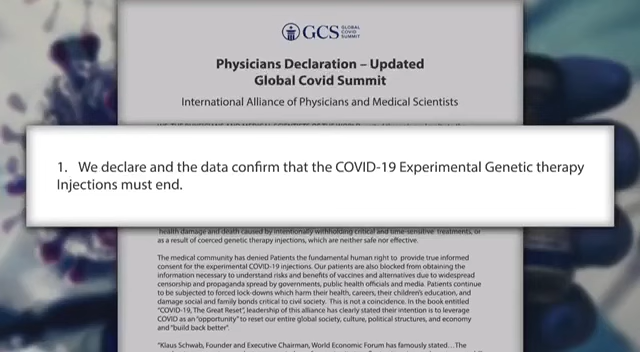 GCS GLOBAL
COVID
SUMMIT
Physicians Declaration – Updated
Global Covid Summit
International Alliance of Physicians and Medical Scientists
1. We declare and the data confirm that the COVID-19 Experimental Genetic therapy
Injections must end.
health damage and death caused by intentionally withholding critical and time-sensitive treatments, or
as a result of coerced genetic therapy injections, which are neither safe nor effective.
The medical community has denied Patients the fundamental human right to provide true informed
consent for the experimental COVID-19 injections. Our patients are also blocked from obtaining the
information necessary to understand risks and benefits of vaccines and alternatives due to widespread
censorship and propaganda spread by governments, public health officials and media. Patients continue
to be subjected to forced lock-downs which harm their health, careers, their children's education, and
damage social and family bonds critical to civil society. This is not a coincidence. In the book entitled
"COVID-19, The Great Reset", leadership of this alliance has clearly stated their intention is to leverage
COVID as an "opportunity" to reset our entire global society, culture, political structures, and economy
and "build back better".
"Klaus Schwab, Founder and Executive Chairman, World Economic Forum has famously stated...The